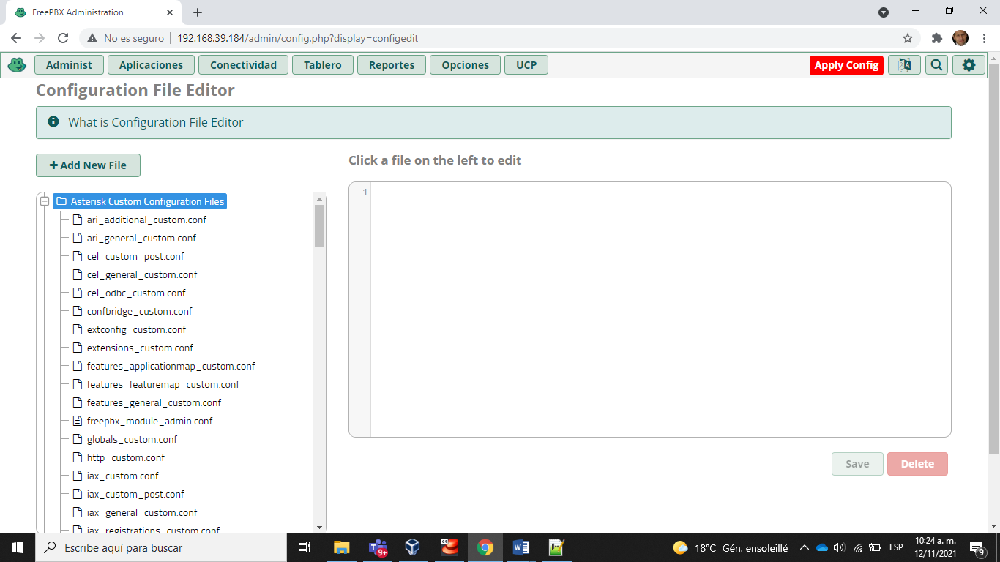 FreePBX Administration
No es seguro 192.168.39.184/admin/config.php?display=configedit
Administ Aplicaciones Conectividad Tablero Reportes Opciones UCP Apply Config
Configuration File Editor
What is Configuration File Editor
Add New File
Click a file on the left to edit
1
Asterisk Custom Configuration Files
ari_additional_custom.conf
ari_general_custom.conf
cel_custom_post.conf
cel_general_custom.conf
cel_odbc_custom.conf
confbridge_custom.conf
extconfig_custom.conf
extensions_custom.conf
features_applicationmap_custom.conf
features_featuremap_custom.conf
features_general_custom.conf
freepbx_module_admin.conf
globals_custom.conf
http_custom.conf
iax_custom.conf
iax_custom_post.conf
iax_general_custom.conf
iax_registrations_custom.conf
Save Delete
Escribe aquí para buscar
9+
64
18°C Gén. ensoleillé
ESP
10:24 a. m.
12/11/2021
9